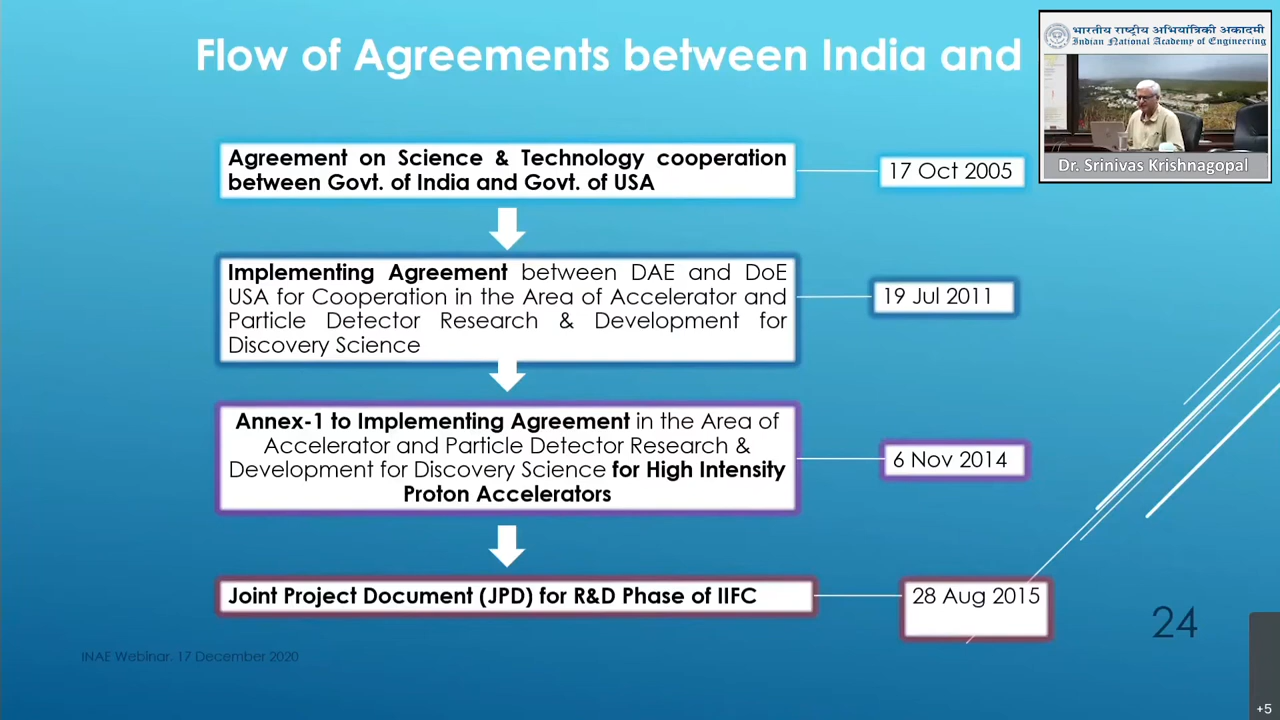 Flow of Agreements between India and
भारतीय राष्ट्रीय अभियांत्रिकी अकादमी
Indian National Academy of Engineering
Dr. Srinivas Krishnagopal
Agreement on Science & Technology cooperation
between Govt. of India and Govt. of USA
17 Oct 2005
Implementing Agreement between DAE and DoE
USA for Cooperation in the Area of Accelerator and
Particle Detector Research & Development for
Discovery Science
19 Jul 2011
Annex-1 to Implementing Agreement in the Area of
Accelerator and Particle Detector Research &
Development for Discovery Science for High Intensity
Proton Accelerators
6 Nov 2014
Joint Project Document (JPD) for R&D Phase of IIFC
28 Aug 2015
24
INAE Webinar. 17 December 2020
+5